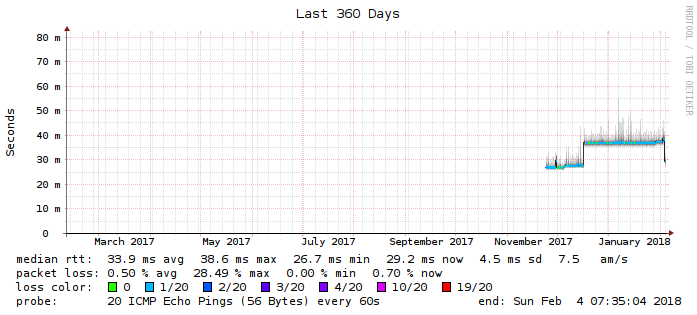 Last 360 Days
RRDTOOL / TOBI OETIKER
Seconds
80 m
70 m
60 m
50 m
40 m
30 m
20 m
10 m
0
March 2017 May 2017 July 2017 September 2017 November 2017 January 2018
median rtt: 33.9 ms avg 38.6 ms max 26.7 ms min 29.2 ms now 4.5 ms sd 7.5 am/s
packet loss: 0.50 % avg 28.49 % max 0.00 % min 0.70 % now
loss color: 0 1/20 2/20 3/20 4/20 10/20 19/20
probe: 20 ICMP Echo Pings (56 Bytes) every 60s end: Sun Feb 4 07:35:04 2018